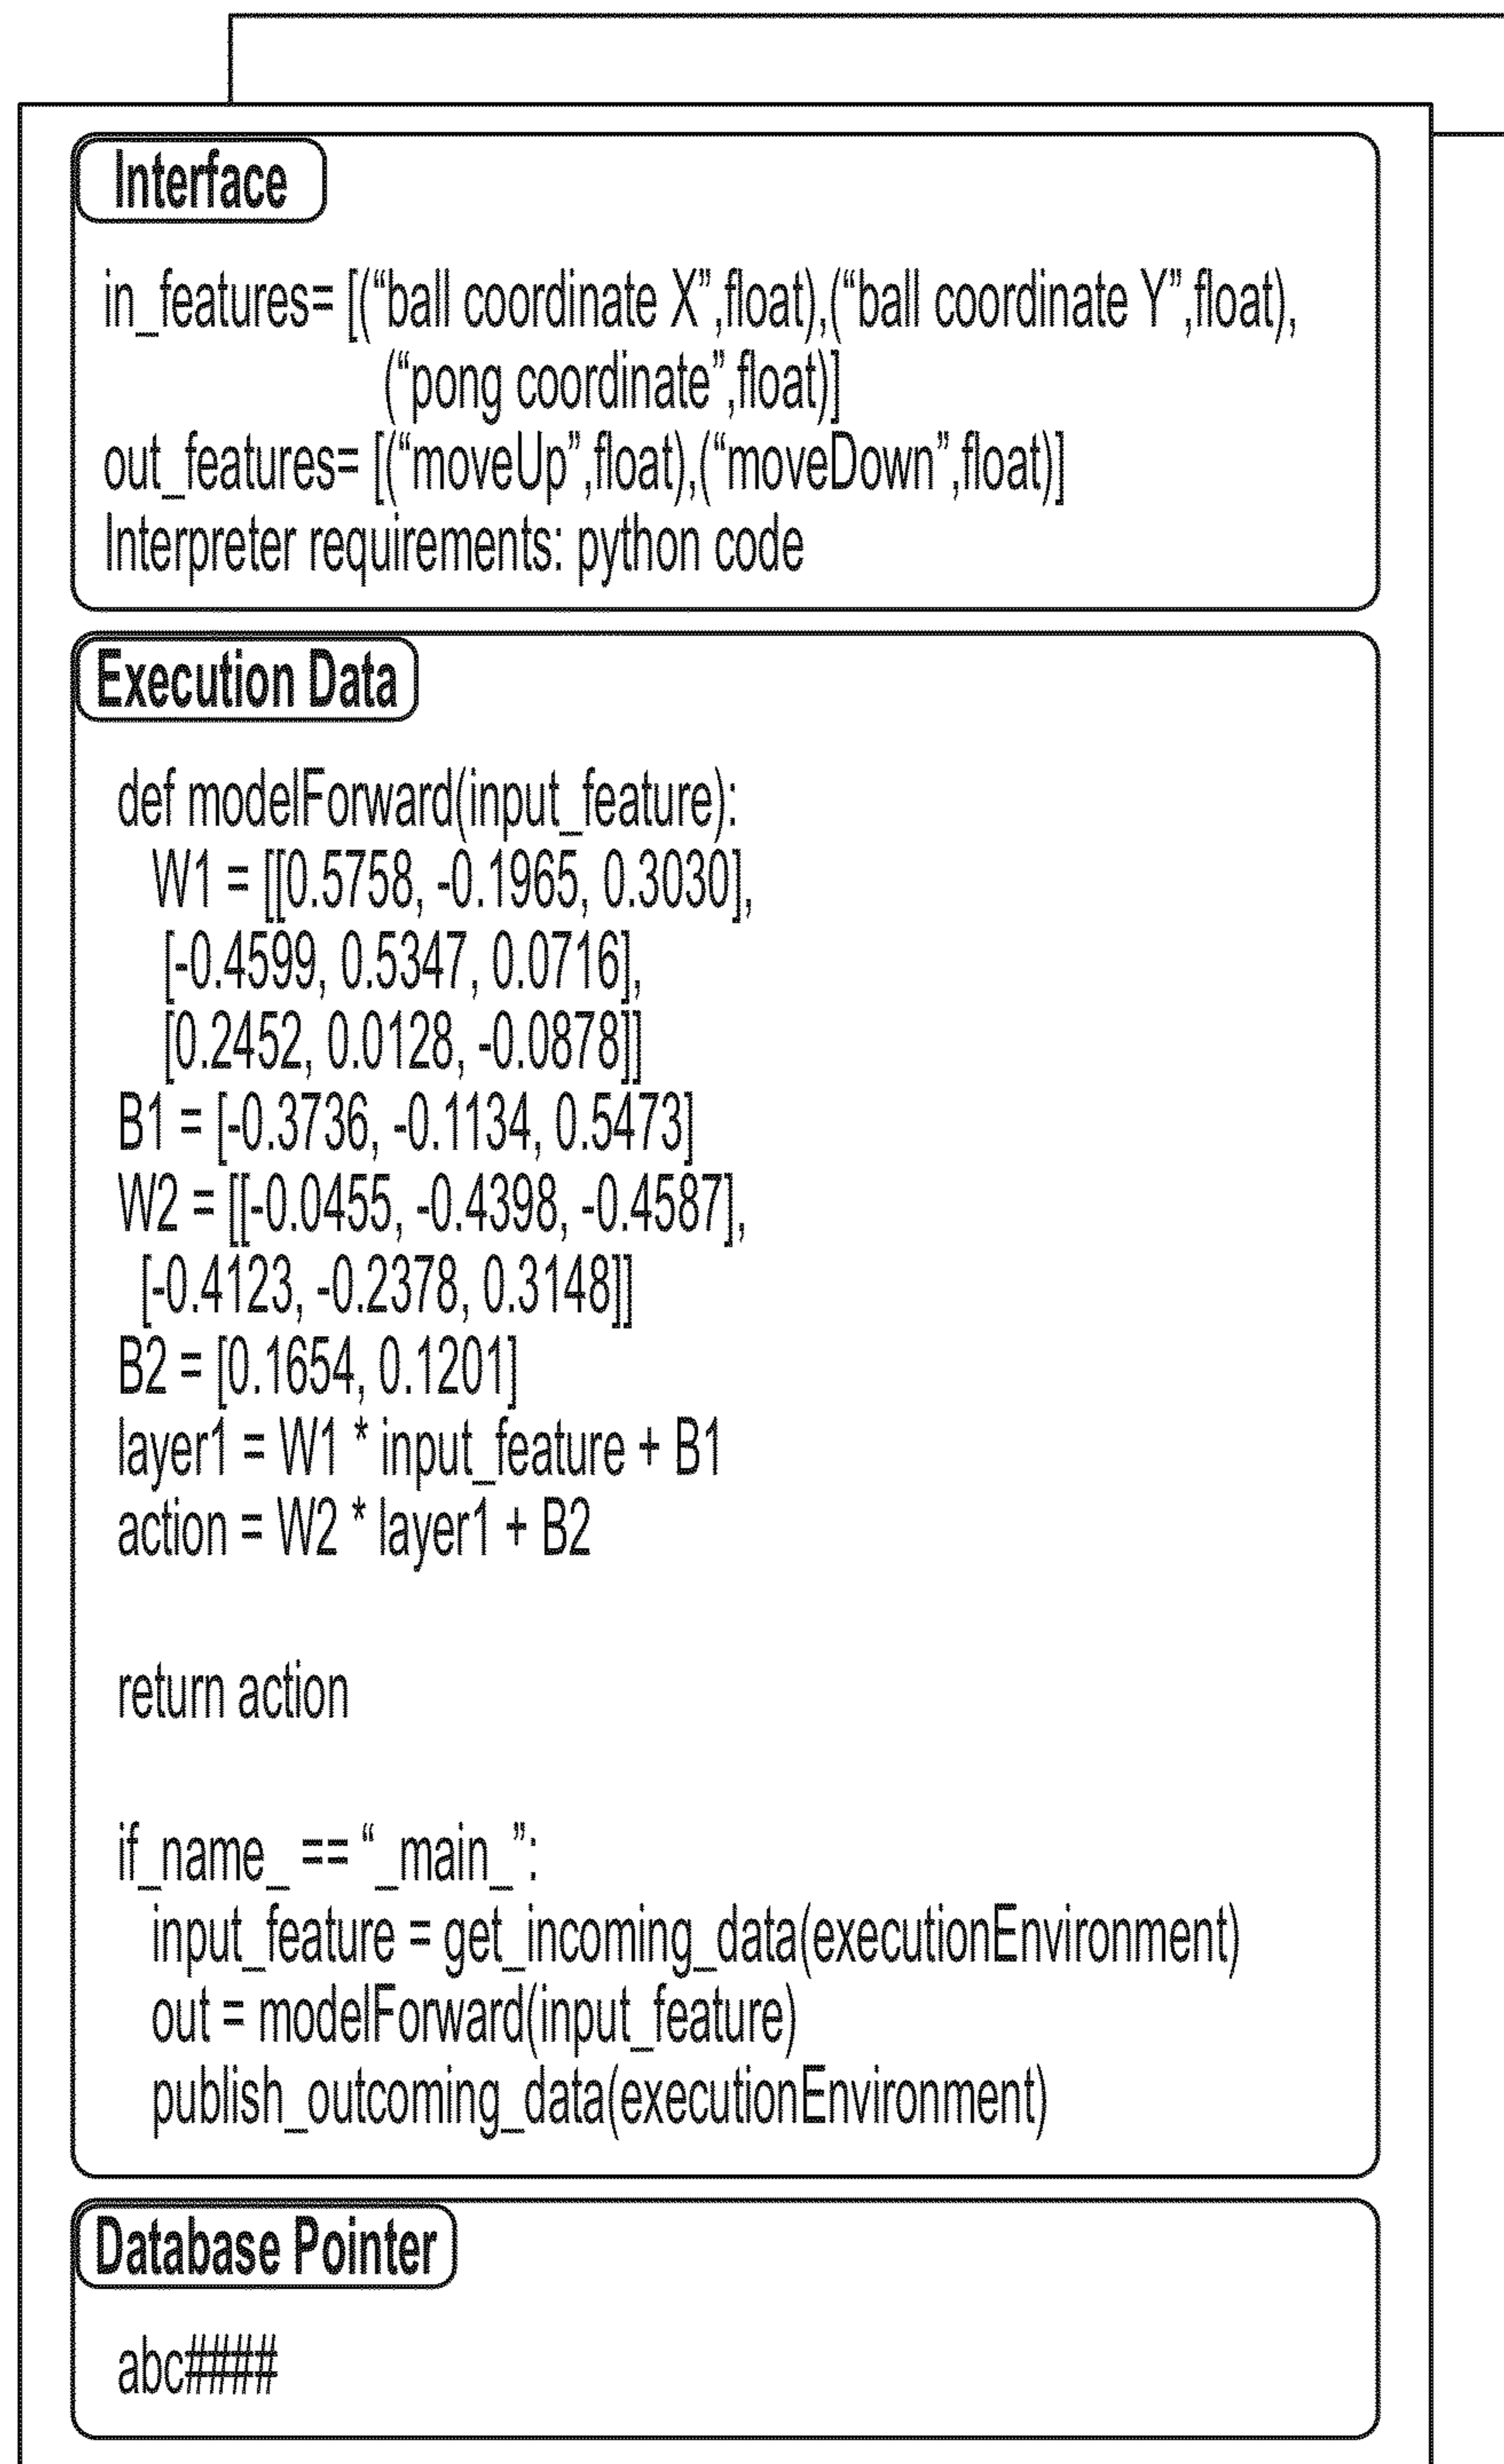 Interface
in_features= [(“ball coordinate X”,float),(“ball coordinate Y”,float),
(“pong coordinate”,float)]
out_features= [(“moveUp”,float),(“moveDown”,float)]
Interpreter requirements: python code
Execution Data
def modelForward(input_feature):
W1 = [[0.5758, -0.1965, 0.3030],
[-0.4599, 0.5347, 0.0716],
[0.2452, 0.0128, -0.0878]]
B1 = [-0.3736, -0.1134, 0.5473]
W2 = [[-0.0455, -0.4398, -0.4587],
[-0.4123, -0.2378, 0.3148]]
B2 = [0.1654, 0.1201]
layer1 = W1 * input_feature + B1
action = W2 * layer1 + B2
return action
if_name_ == “_main_”:
input_feature = get_incoming_data(executionEnvironment)
out = modelForward(input_feature)
publish_outcoming_data(executionEnvironment)
Database Pointer
abc####